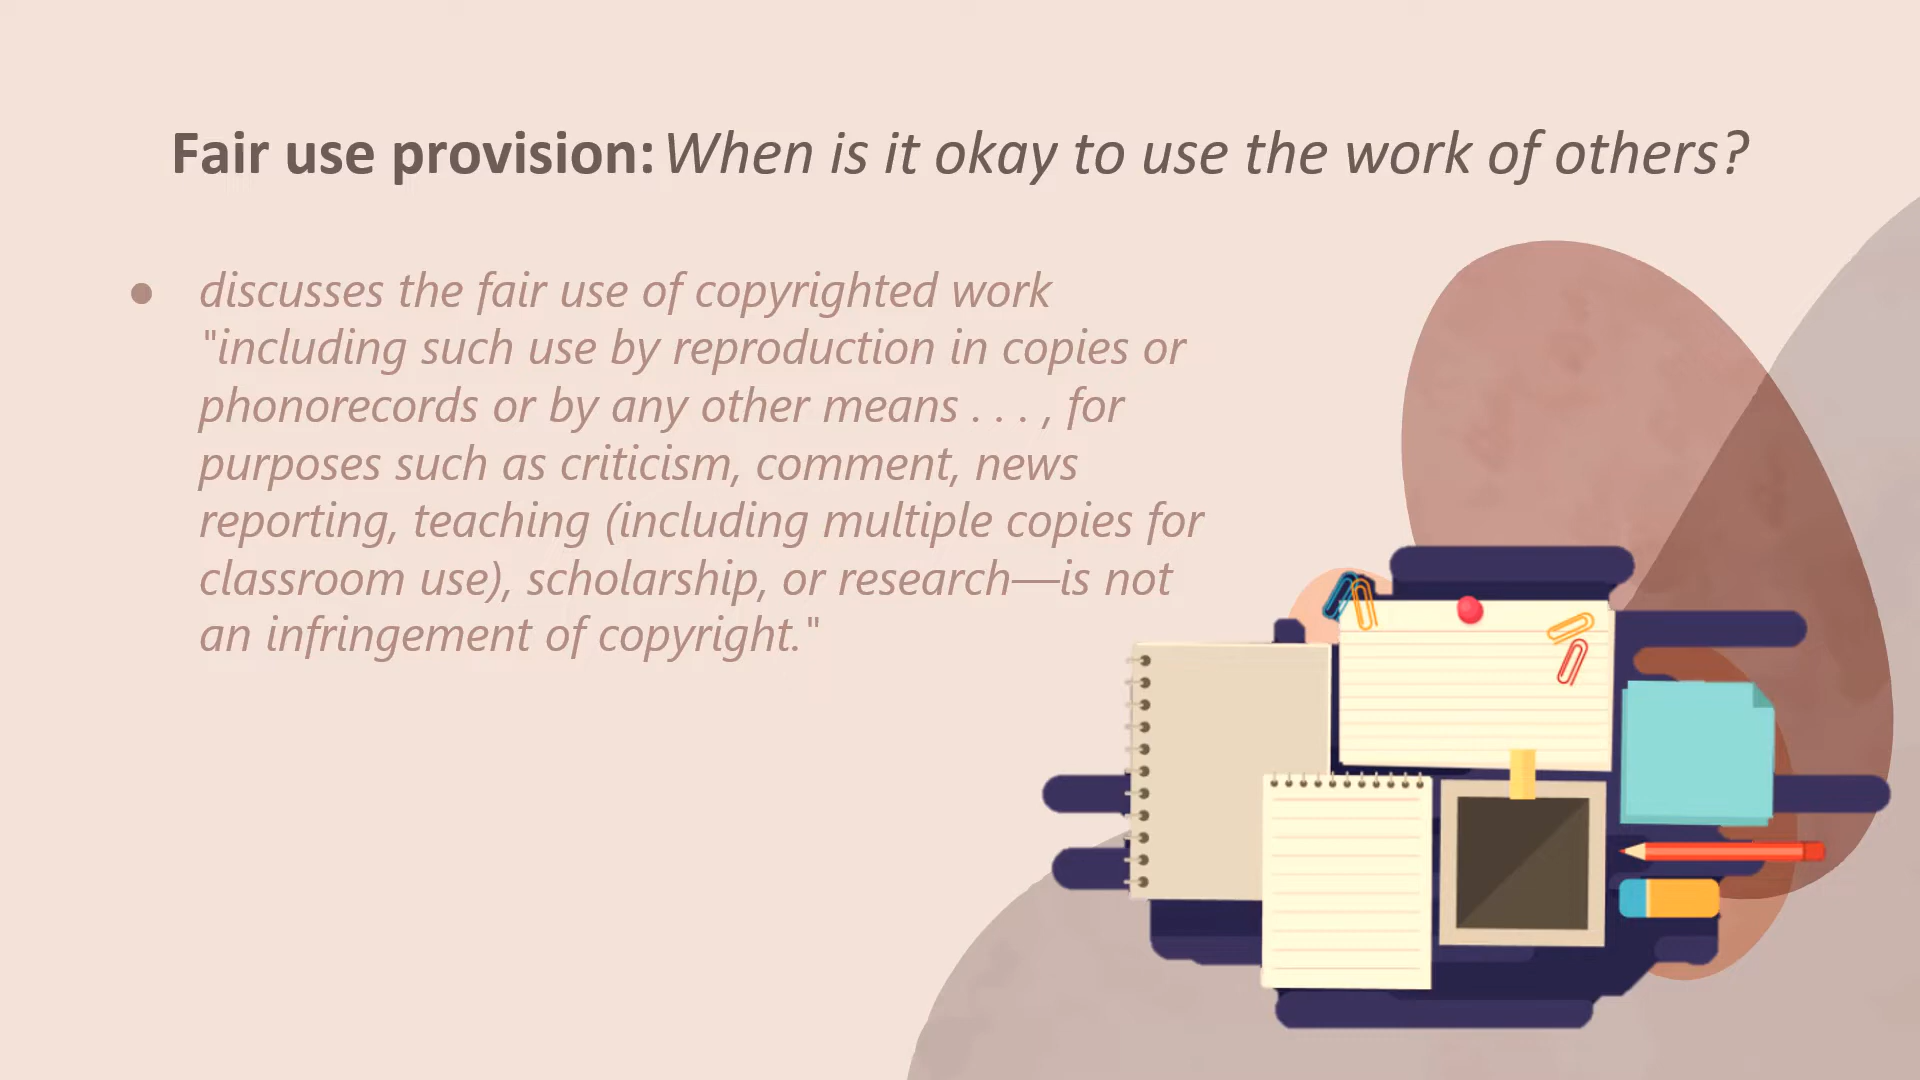 Fair use provision: When is it okay to use the work of others?
● discusses the fair use of copyrighted work
"including such use by reproduction in copies or
phonorecords or by any other means . . . , for
purposes such as criticism, comment, news
reporting, teaching (including multiple copies for
classroom use), scholarship, or research—is not
an infringement of copyright."